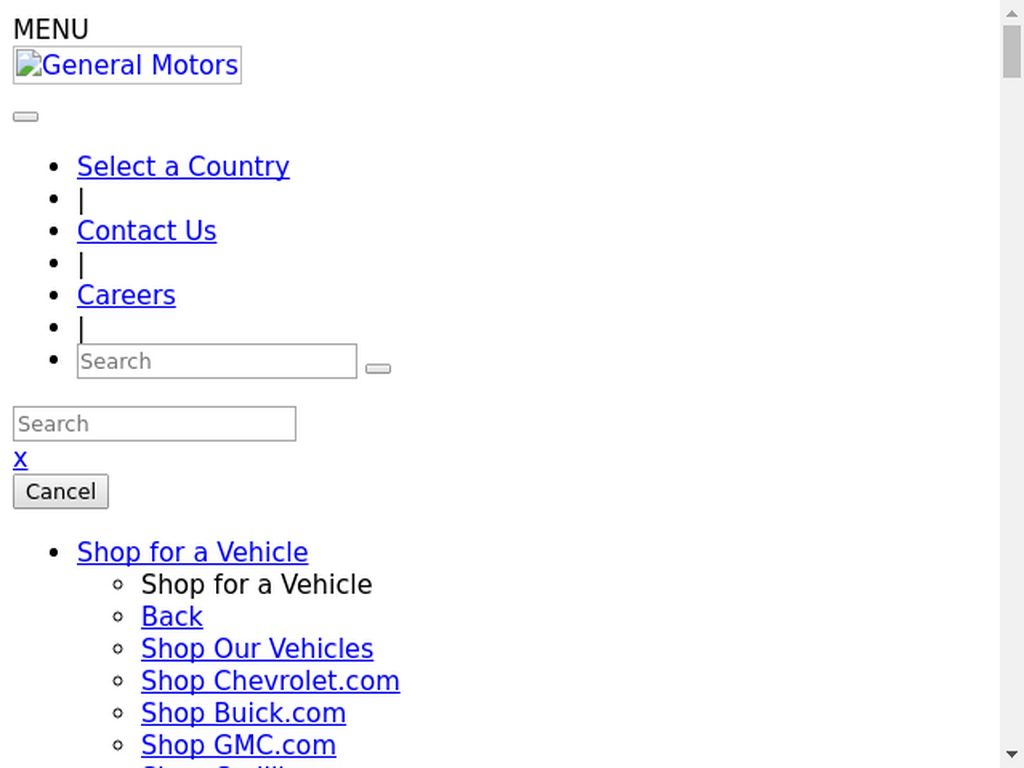 MENU
General Motors
Select a Country
|
Contact Us
|
Careers
|
Search
Search
x
Cancel
Shop for a Vehicle
Shop for a Vehicle
Back
Shop Our Vehicles
Shop Chevrolet.com
Shop Buick.com
Shop GMC.com